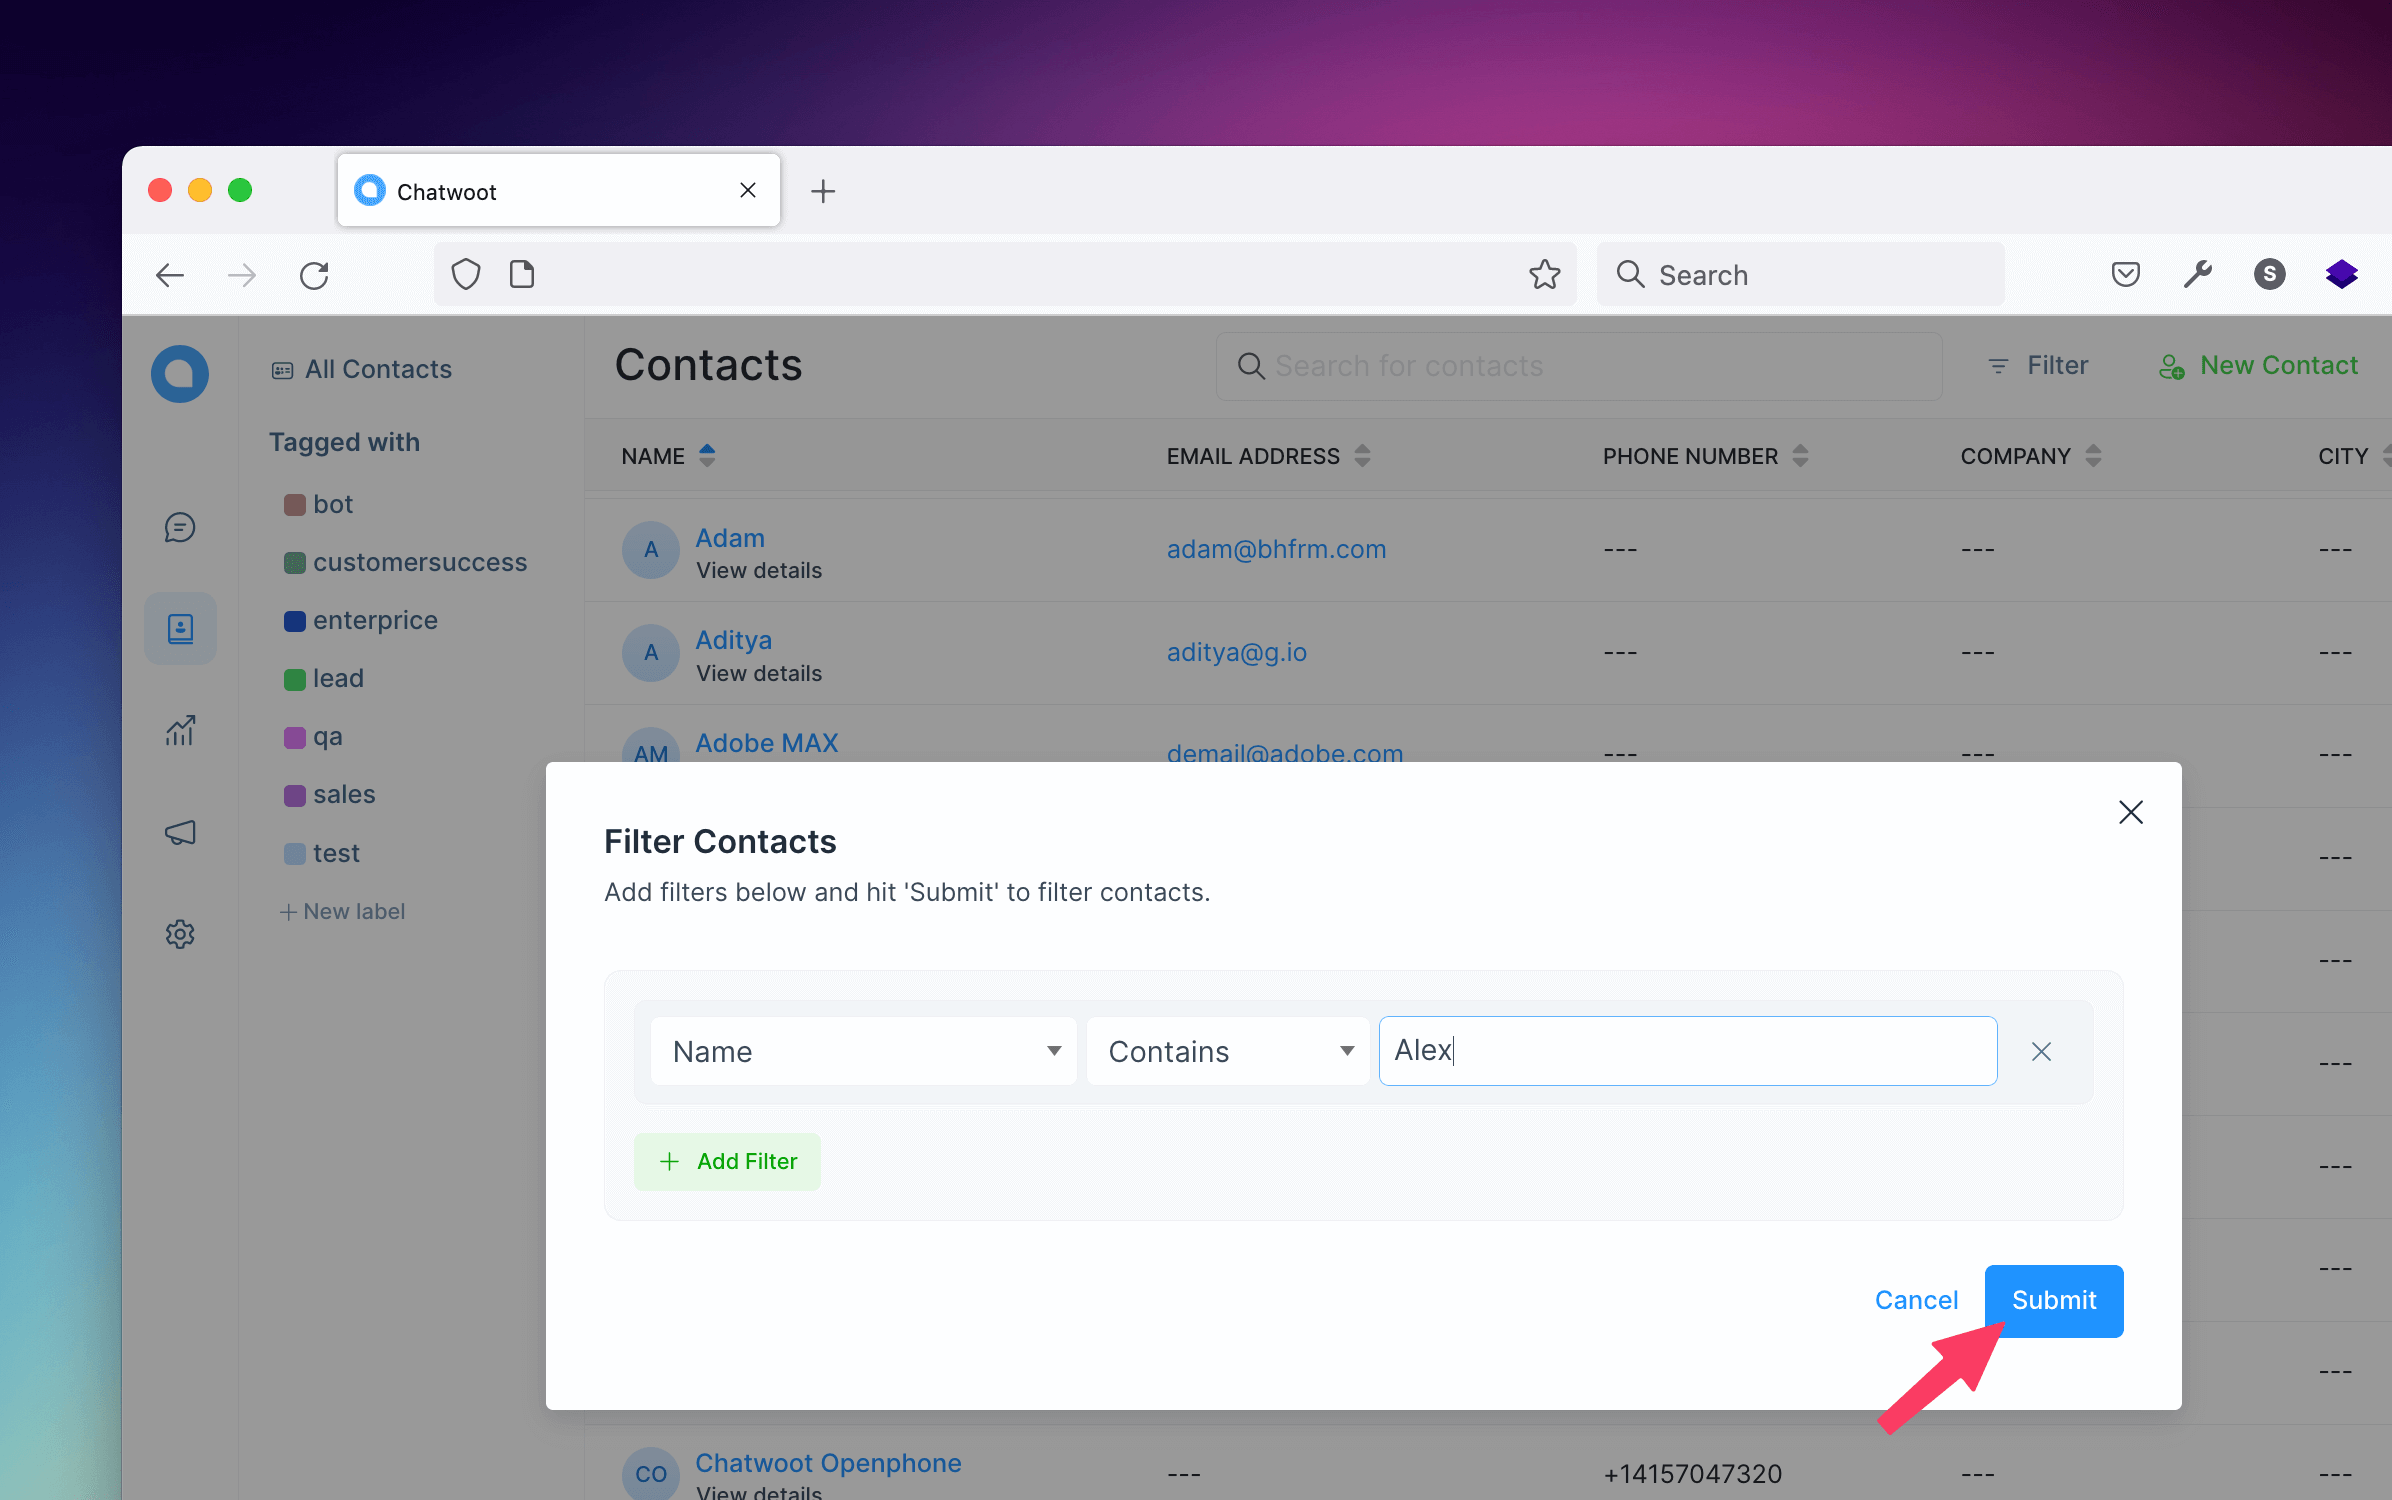 Chatwoot
Search
S
All Contacts
Contacts
Search for contacts
Filter
New Contact
Tagged with
bot
customersuccess
enterprice
lead
qa
sales
test
New label
NAME EMAIL ADDRESS PHONE NUMBER COMPANY CITY
A Adam adam@bhfrm.com --- --- ---
View details
A Aditya aditya@g.io --- --- ---
View details
AM Adobe MAX demail@adobe.com --- --- ---
---
---
---
---
---
---
Filter Contacts
Add filters below and hit 'Submit' to filter contacts.
Name Contains Alex
Add Filter
Cancel Submit
CO Chatwoot Openphone --- +14157047320 --- ---
View details